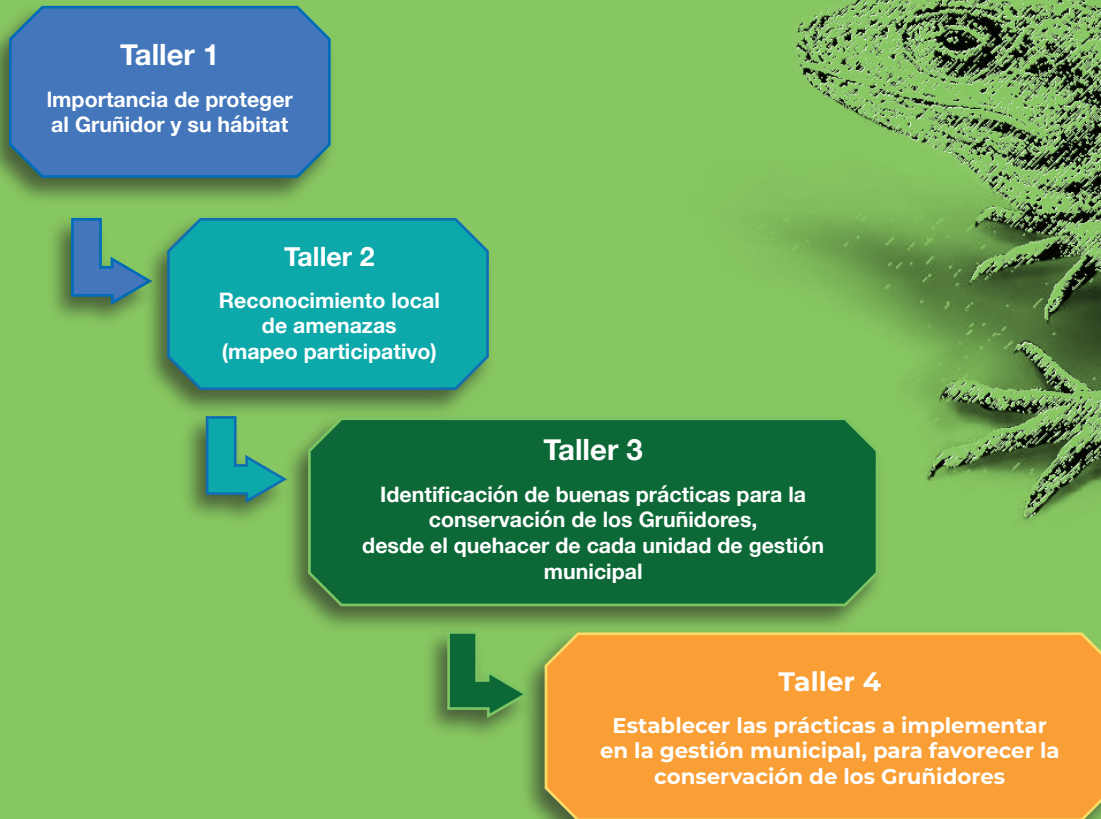 Taller 1
Importancia de proteger
al Gruñidor y su hábitat
Taller 2
Reconocimiento local
de amenazas
(mapeo participativo)
Taller 3
Identificación de buenas prácticas para la
conservación de los Gruñidores,
desde el quehacer de cada unidad de gestión
municipal
Taller 4
Establecer las prácticas a implementar
en la gestión municipal, para favorecer la
conservación de los Gruñidores